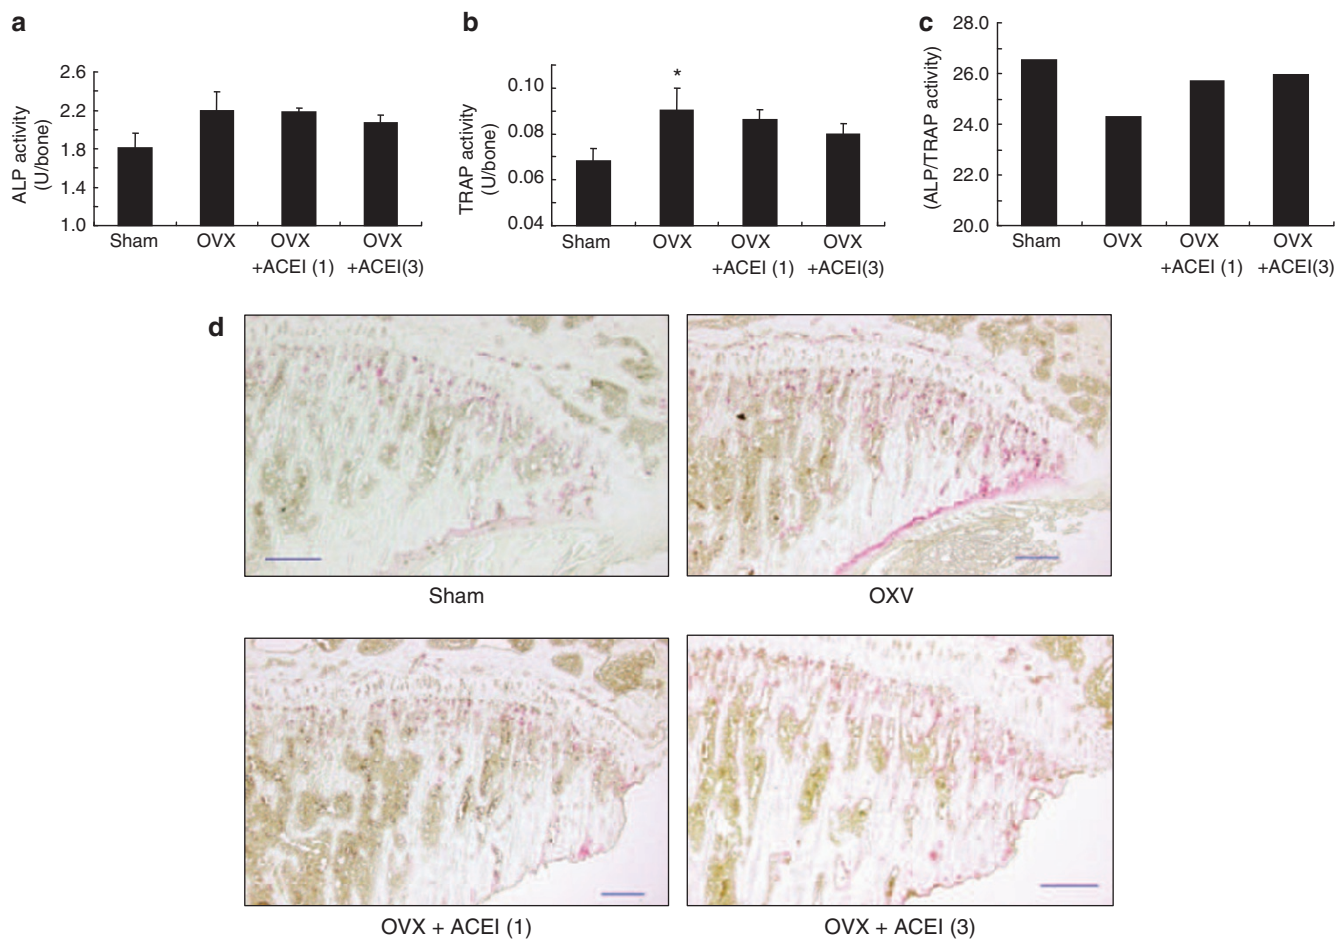 a
ALP activity
(U/bone)
2.6
2.2
1.8
1.4
1.0
Sham
OVX
OVX
+ACEI (1)
OVX
+ACEI(3)
b
TRAP activity
(U/bone)
0.10
0.08
0.06
0.04
*
Sham
OVX
OVX
+ACEI (1)
OVX
+ACEI(3)
c
(ALP/TRAP activity)
28.0
26.0
24.0
22.0
20.0
Sham
OVX
OVX
+ACEI (1)
OVX
+ACEI(3)
d
Sham
OXV
OVX + ACEI (1)
OVX + ACEI (3)